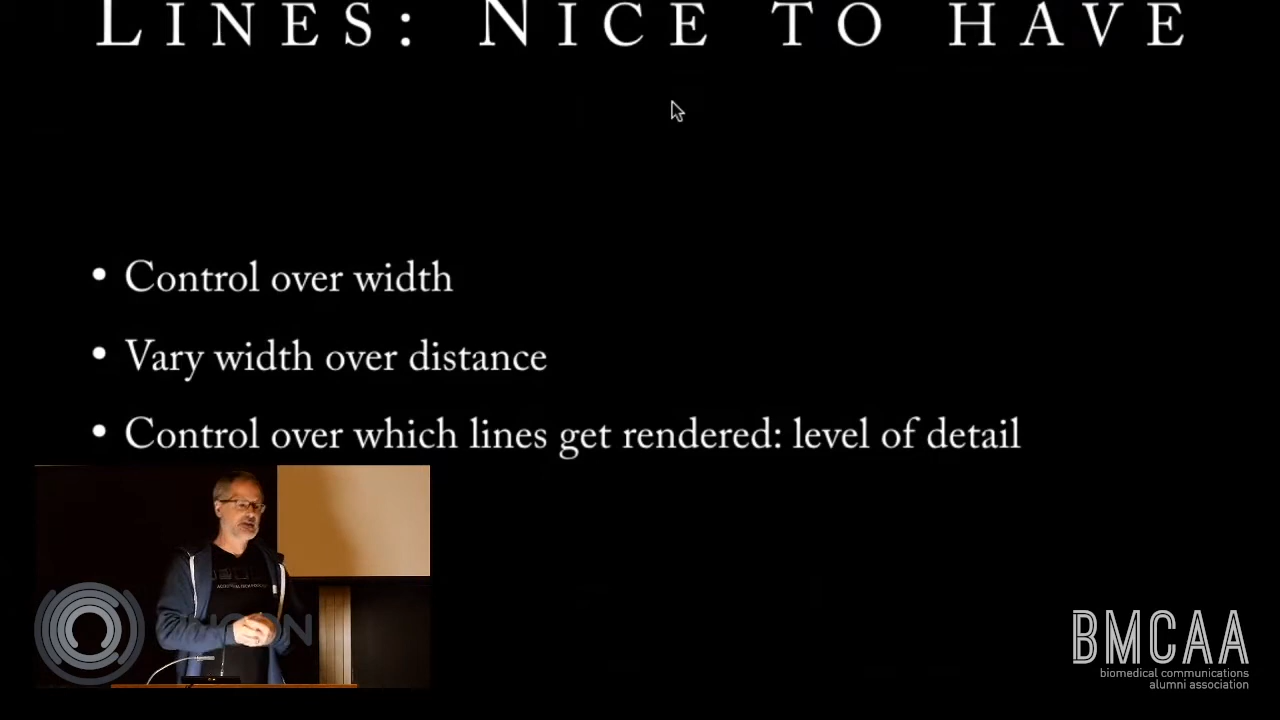 LINES: NICE TO HAVE
• Control over width
• Vary width over distance
• Control over which lines get rendered: level of detail
BMCAA
biomedical communications
alumni association